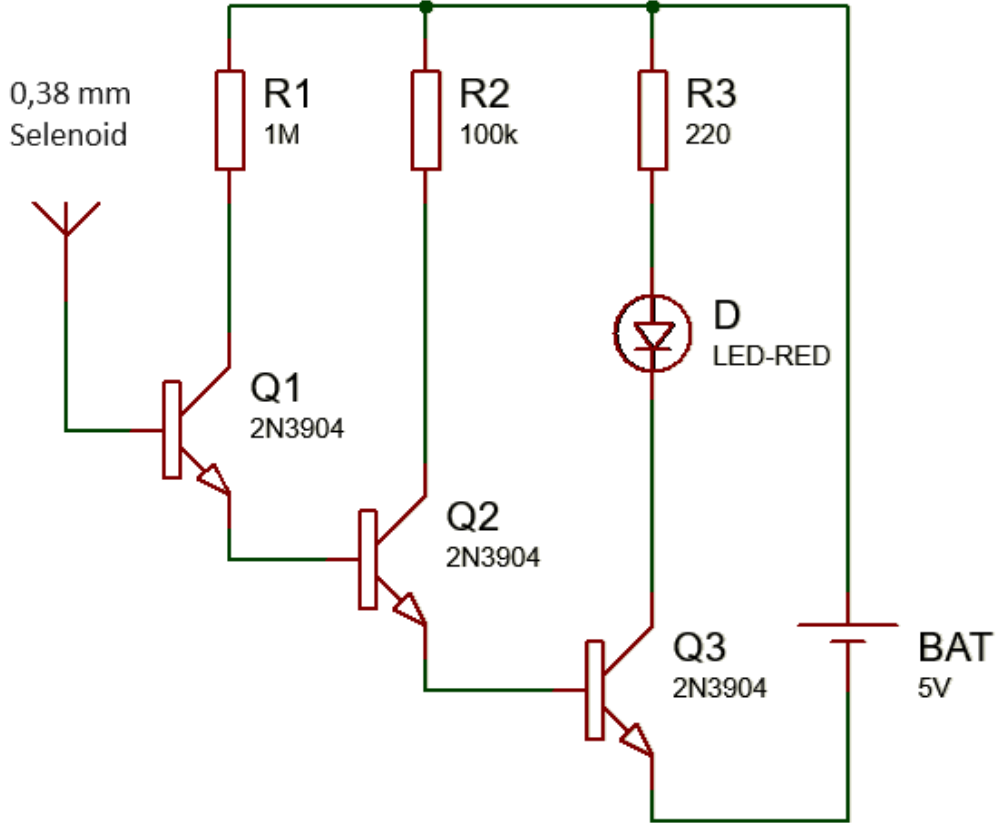 0,38 mm
Selenoid
R1
1M
R2
100k
R3
220
D
LED-RED
Q1
2N3904
Q2
2N3904
Q3
2N3904
BAT
5V